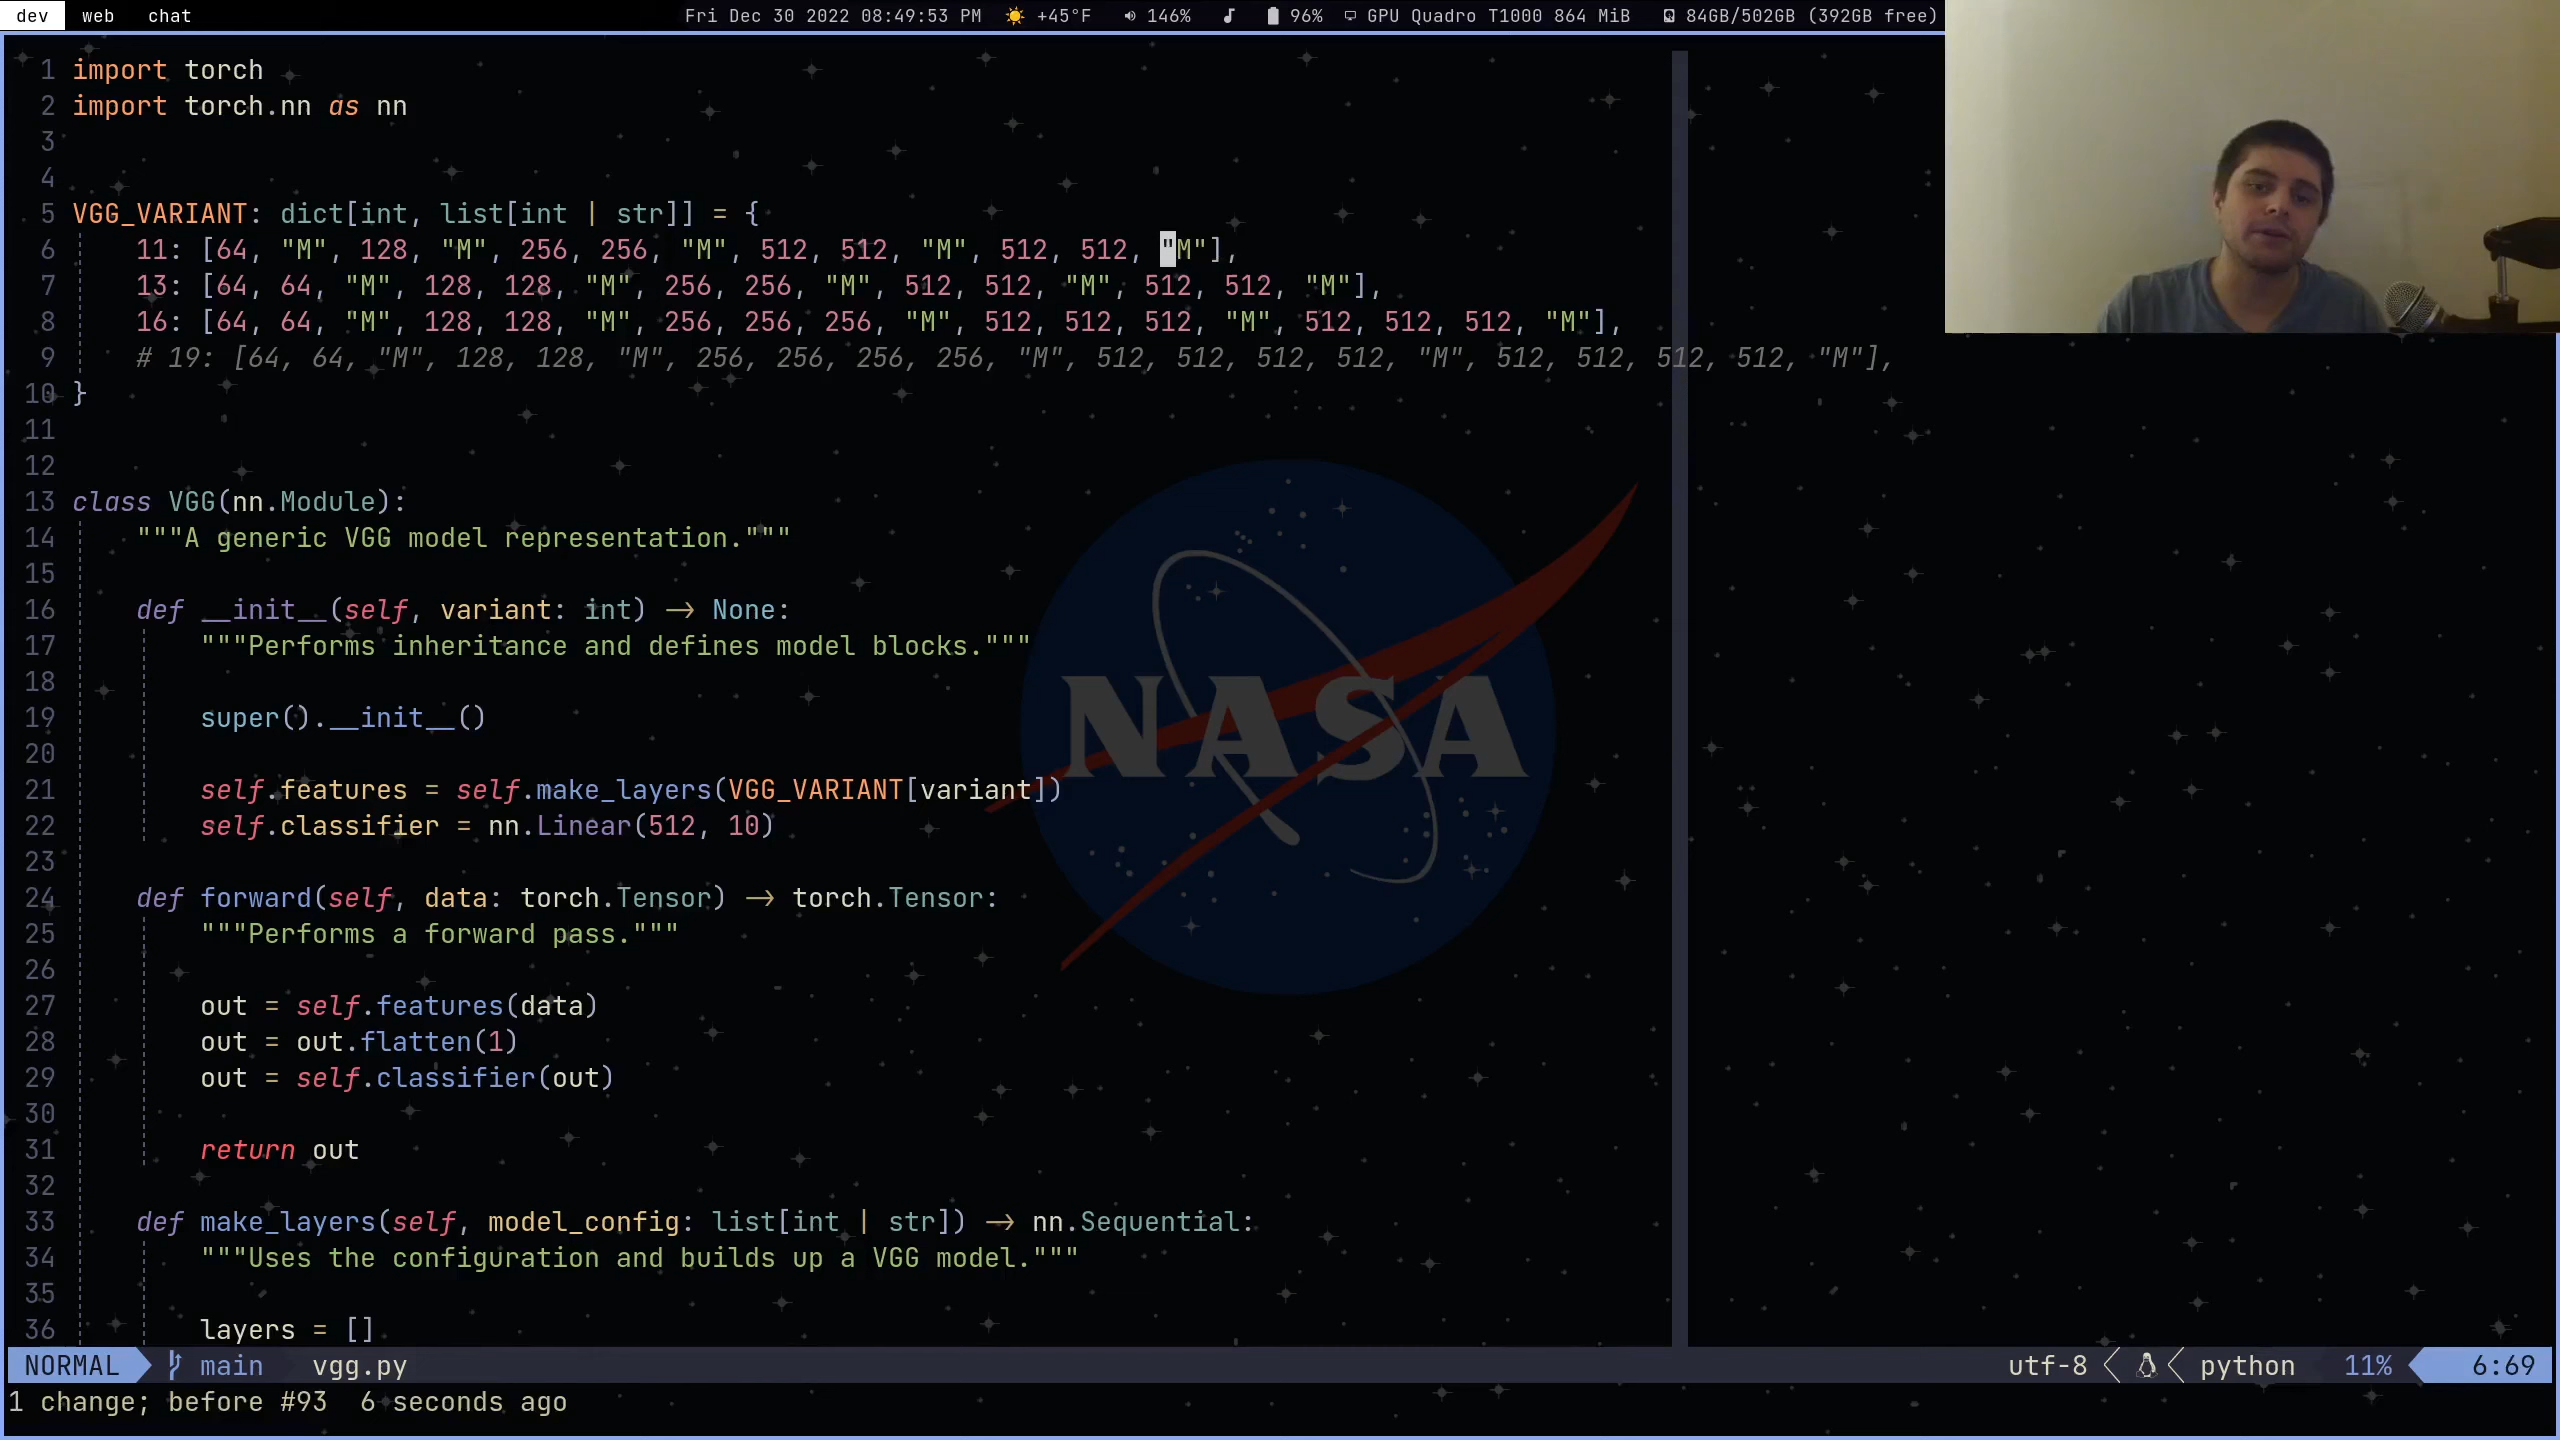 dev web chat Fri Dec 30 2022 08:49:53 PM +45°F 146% 96% GPU Quadro T1000 864 MiB 84GB/502GB (392GB free)
1 import torch
2 import torch.nn as nn
3
4
5 VGG_VARIANT: dict[int, list[int | str]] = {
6 11: [64, "M", 128, "M", 256, 256, "M", 512, 512, "M", 512, 512, "M"],
7 13: [64, 64, "M", 128, 128, "M", 256, 256, "M", 512, 512, "M", 512, 512, "M"],
8 16: [64, 64, "M", 128, 128, "M", 256, 256, 256, "M", 512, 512, 512, "M", 512, 512, 512, "M"],
9 # 19: [64, 64, "M", 128, 128, "M", 256, 256, 256, 256, "M", 512, 512, 512, 512, "M", 512, 512, 512, 512, "M"],
10 }
11
12
13 class VGG(nn.Module):
14 """A generic VGG model representation."""
15
16 def __init__(self, variant: int) -> None:
17 """Performs inheritance and defines model blocks."""
18
19 super().__init__()
20
21 self.features = self.make_layers(VGG_VARIANT[variant])
22 self.classifier = nn.Linear(512, 10)
23
24 def forward(self, data: torch.Tensor) -> torch.Tensor:
25 """Performs a forward pass."""
26
27 out = self.features(data)
28 out = out.flatten(1)
29 out = self.classifier(out)
30
31 return out
32
33 def make_layers(self, model_config: list[int | str]) -> nn.Sequential:
34 """Uses the configuration and builds up a VGG model."""
35
36 layers = []
NASA
NORMAL main vgg.py utf-8 python 11% 6:69
1 change; before #93 6 seconds ago